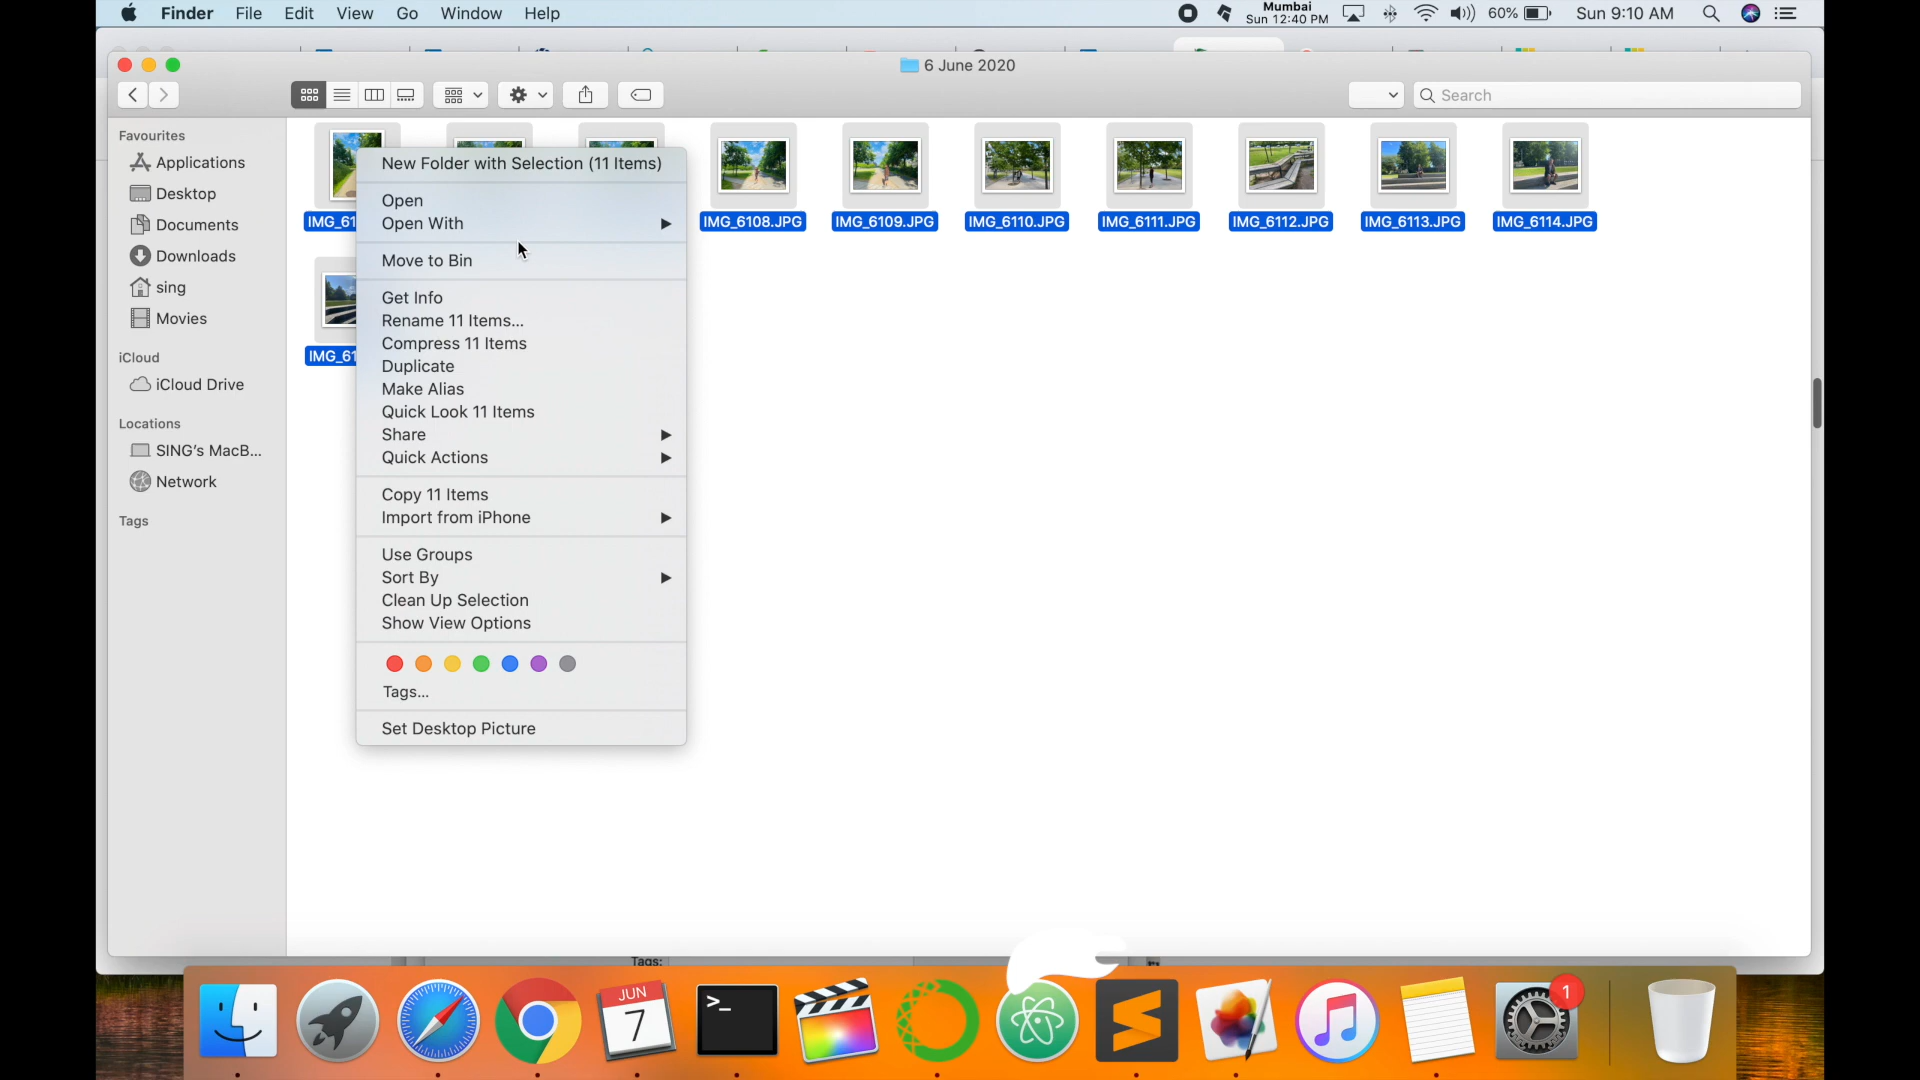 Finder File Edit View Go Window Help
Mumbai
Sun 12:40 PM
60%
Sun 9:10 AM
6 June 2020
Search
Favourites
Applications
Desktop
Documents
Downloads
sing
Movies
iCloud
iCloud Drive
Locations
SING's MacB...
Network
Tags
IMG_61
IMG_6108.JPG
IMG_6109.JPG
IMG_6110.JPG
IMG_6111.JPG
IMG_6112.JPG
IMG_6113.JPG
IMG_6114.JPG
IMG_61
New Folder with Selection (11 Items)
Open
Open With
Move to Bin
Get Info
Rename 11 Items...
Compress 11 Items
Duplicate
Make Alias
Quick Look 11 Items
Share
Quick Actions
Copy 11 Items
Import from iPhone
Use Groups
Sort By
Clean Up Selection
Show View Options
Tags...
Set Desktop Picture
Tags:
JUN
7
>_
1